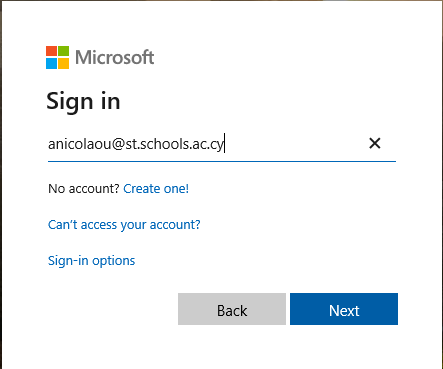 Microsoft
Sign in
anicolaou@st.schools.ac.cy
No account? Create one!
Can't access your account?
Sign-in options
Back Next